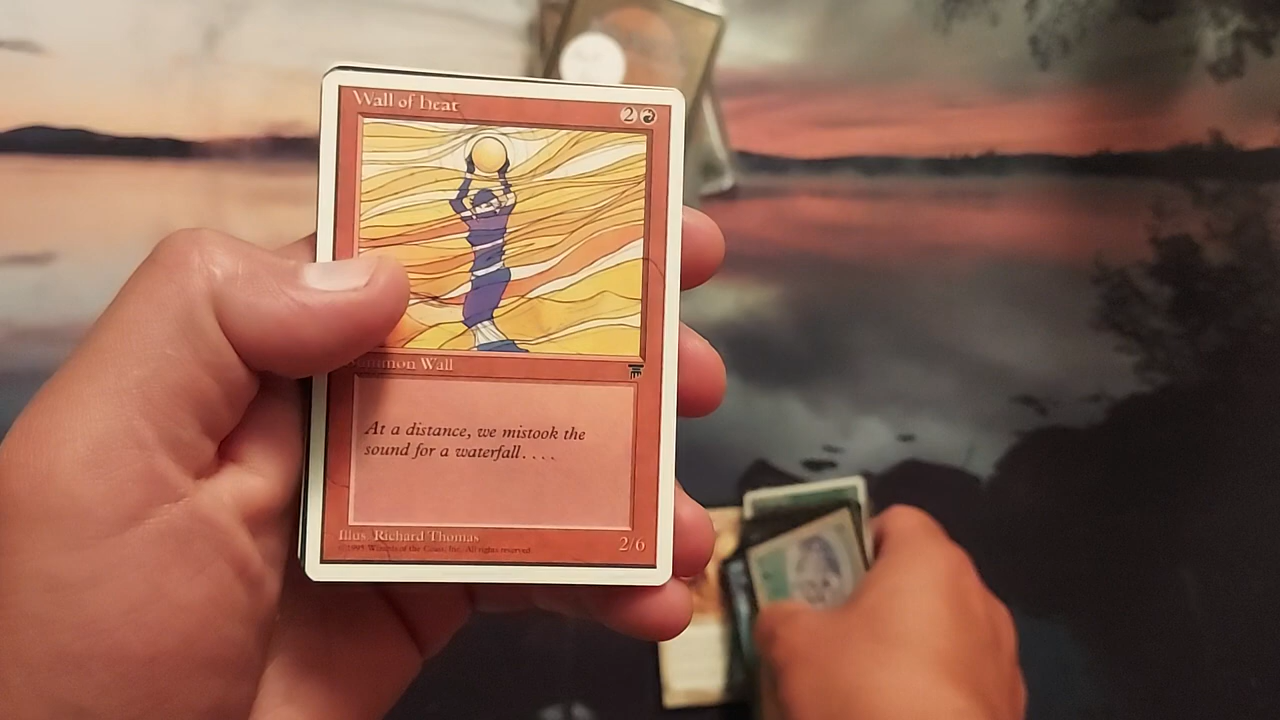 Wall of Heat
2
Summon Wall
At a distance, we mistook the
sound for a waterfall . . . .
Illus. Richard Thomas
© 1995 Wizards of the Coast, Inc. All rights reserved.
2/6